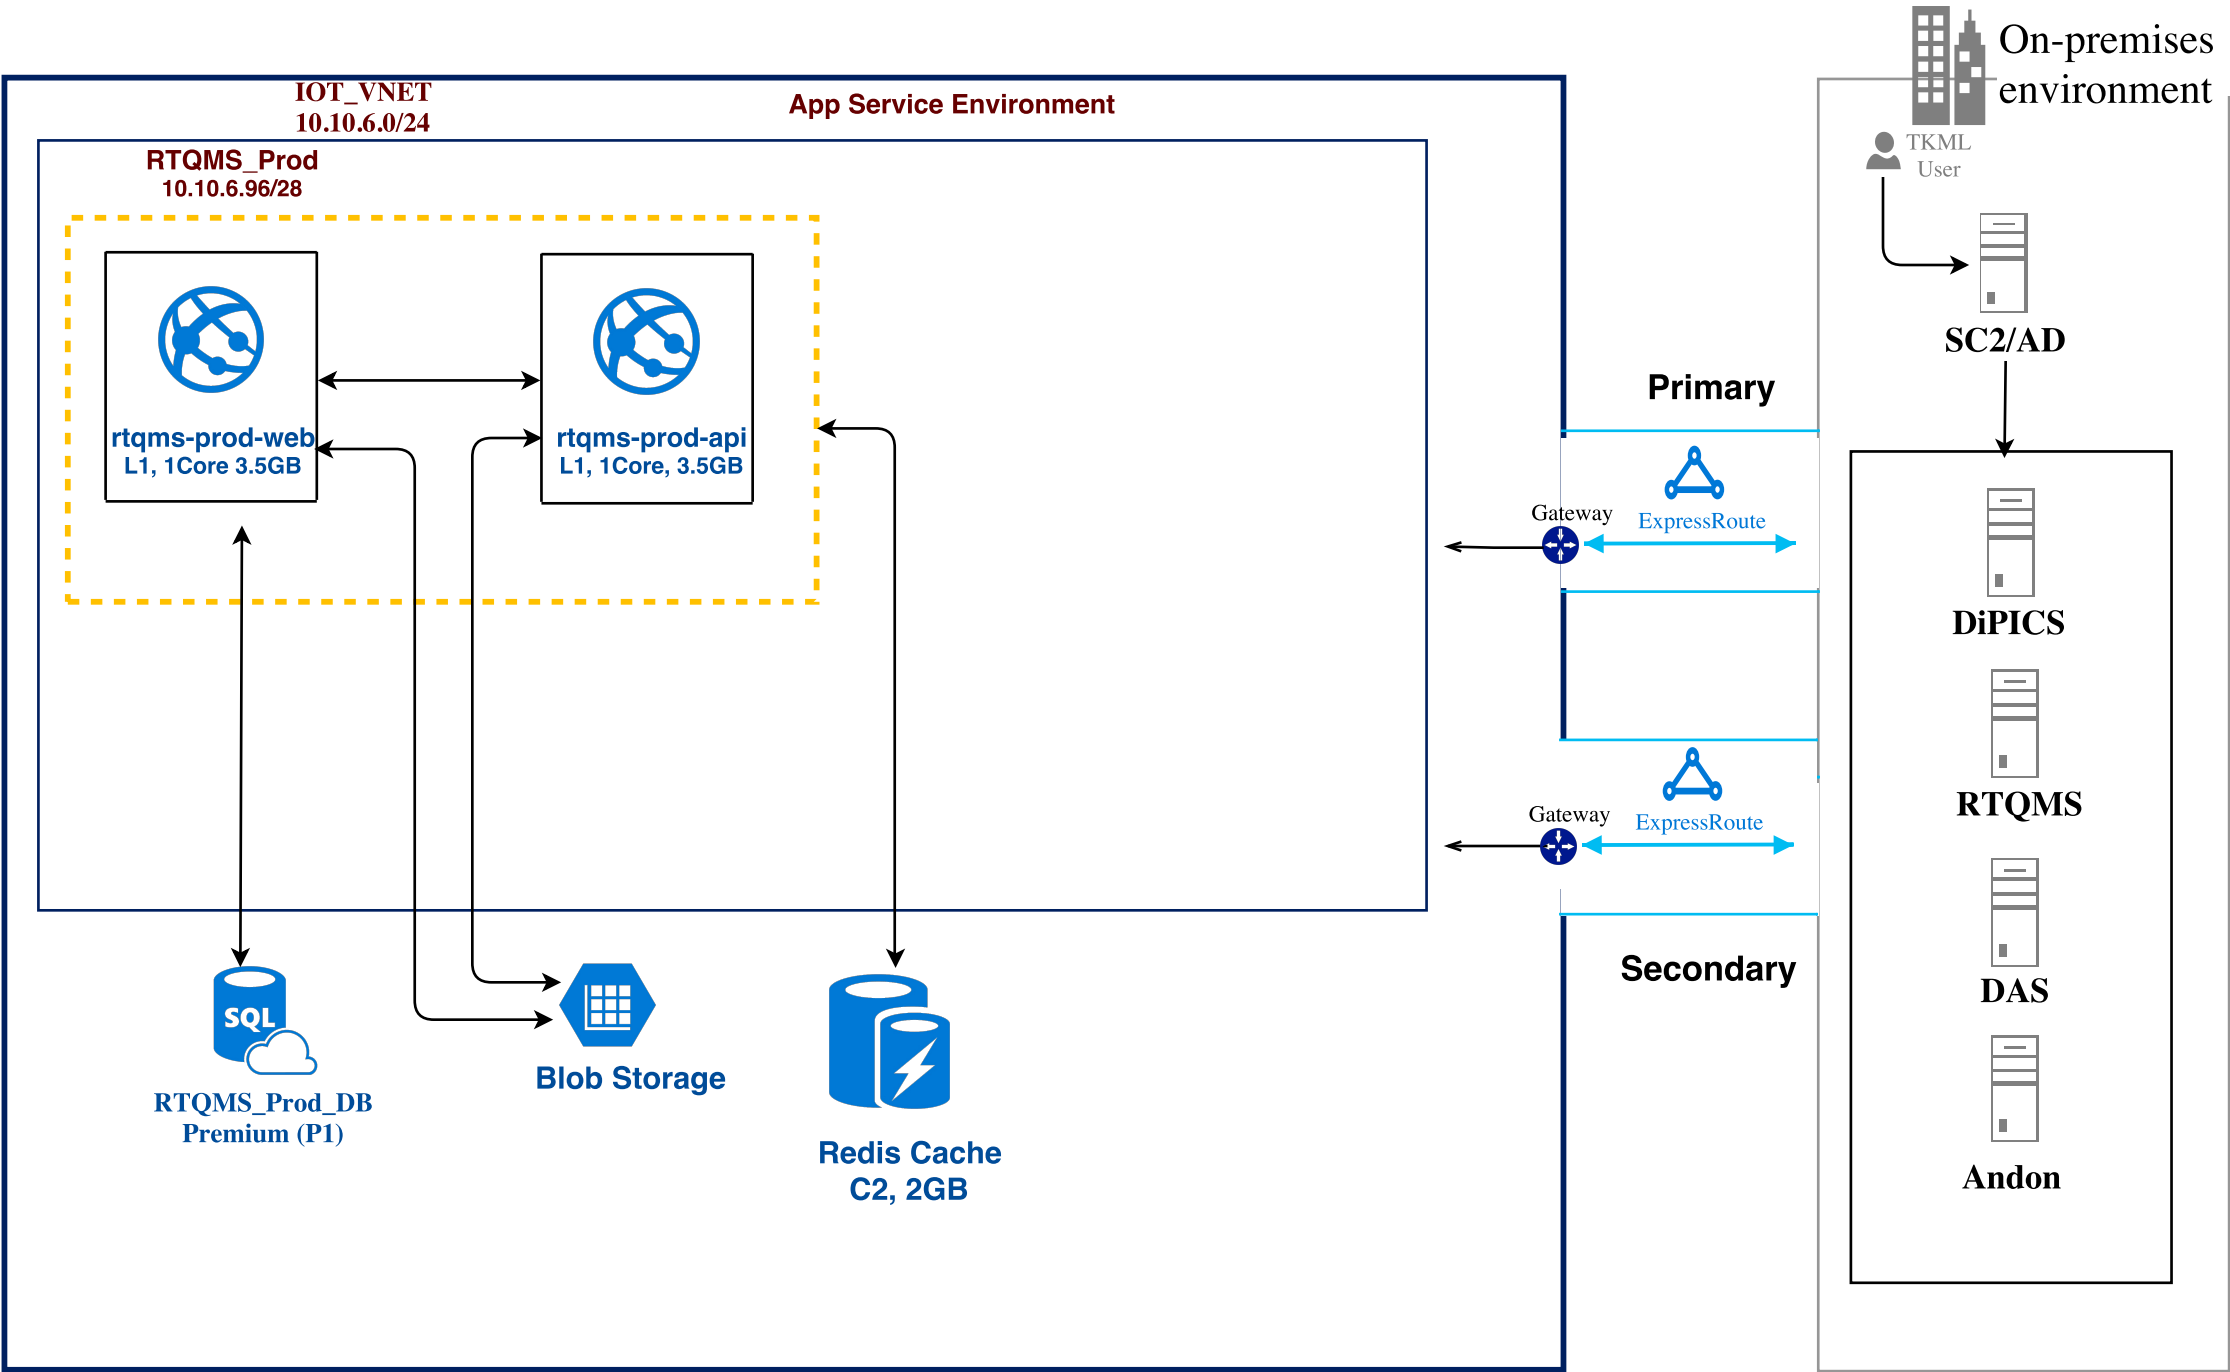 On-premises
environment
IOT_VNET
10.10.6.0/24
App Service Environment
RTQMS_Prod
10.10.6.96/28
TKML
User
SC2/AD
rtqms-prod-web
L1, 1Core 3.5GB
rtqms-prod-api
L1, 1Core, 3.5GB
Primary
Gateway
ExpressRoute
DiPICS
RTQMS
Gateway
ExpressRoute
Secondary
DAS
Andon
SQL
RTQMS_Prod_DB
Premium (P1)
Blob Storage
Redis Cache
C2, 2GB